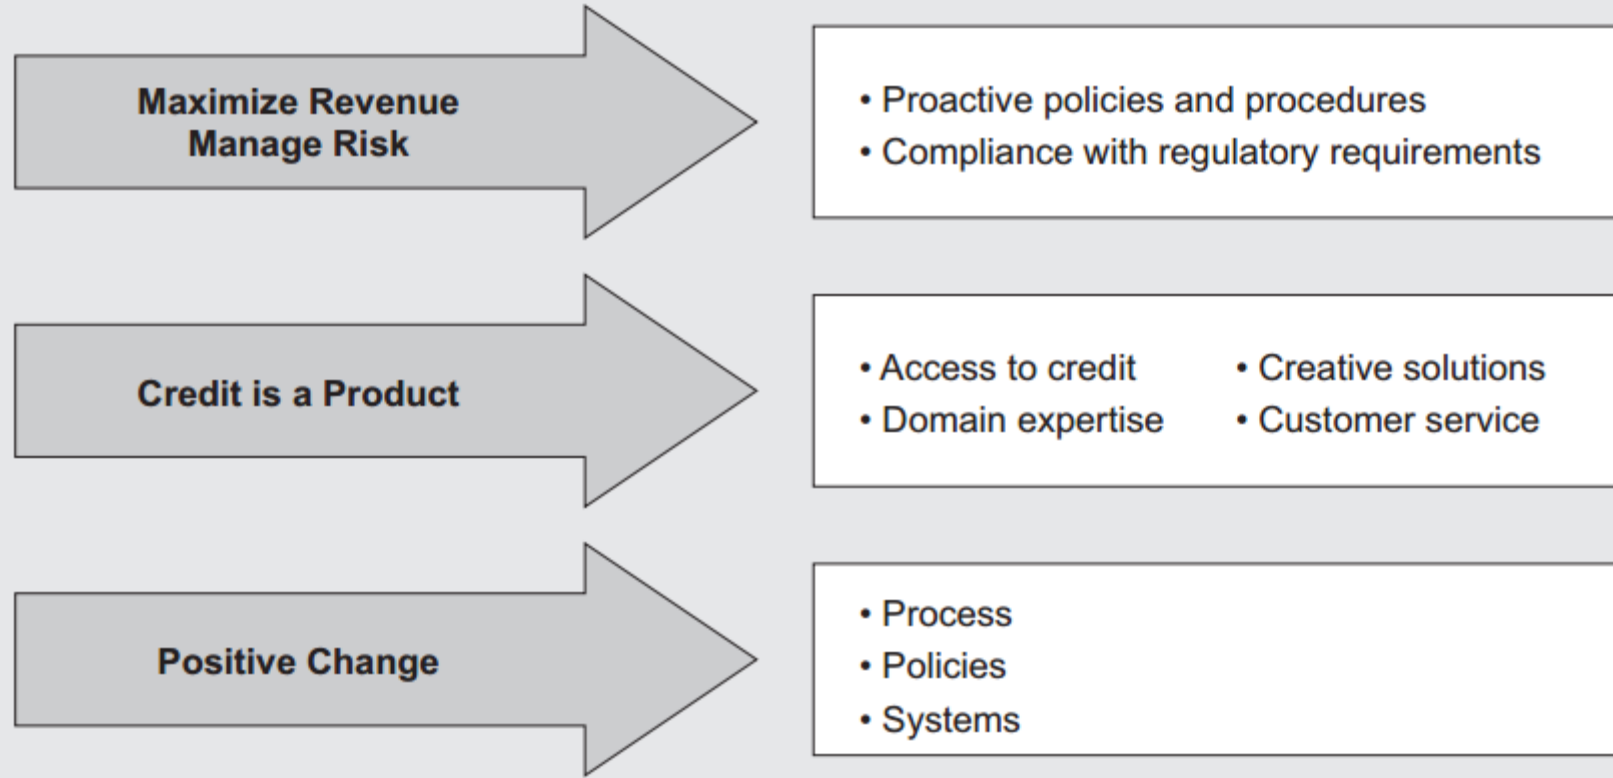 Maximize Revenue
Manage Risk
• Proactive policies and procedures
• Compliance with regulatory requirements
Credit is a Product
• Access to credit
• Domain expertise
• Creative solutions
• Customer service
Positive Change
• Process
• Policies
• Systems